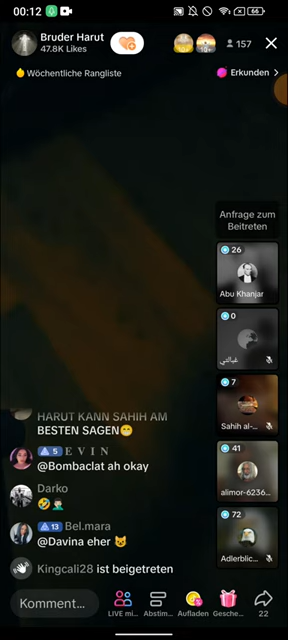 00:12
66
Bruder Harut
47.8K Likes
10+
157
Wöchentliche Rangliste
Erkunden
Anfrage zum
Beitreten
26
Abu Khanjar
0
7
Sahih al-...
41
alimor-6236...
72
Adlerblic...
HARUT KANN SAHIH AM
BESTEN SAGEN😁
5 E V I N
@Bombaclat ah okay
Darko
🤣🤦🏻‍♂️
13 Bel.mara
@Davina eher 😼
Kingcali28 ist beigetreten
Komment...
LIVE mi...
Abstim...
Aufladen
Gesche...
22